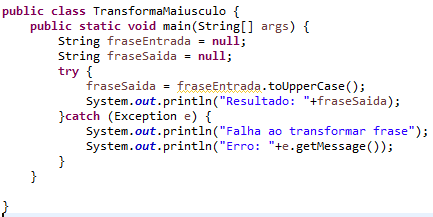 public class TransformaMaiusculo {
    public static void main(String[] args) {
        String fraseEntrada = null;
        String fraseSaida = null;
        try {
            fraseSaida = fraseEntrada.toUpperCase();
            System.out.println("Resultado: "+fraseSaida);
        }catch (Exception e) {
            System.out.println("Falha ao transformar frase");
            System.out.println("Erro: "+e.getMessage());
        }
    }

}